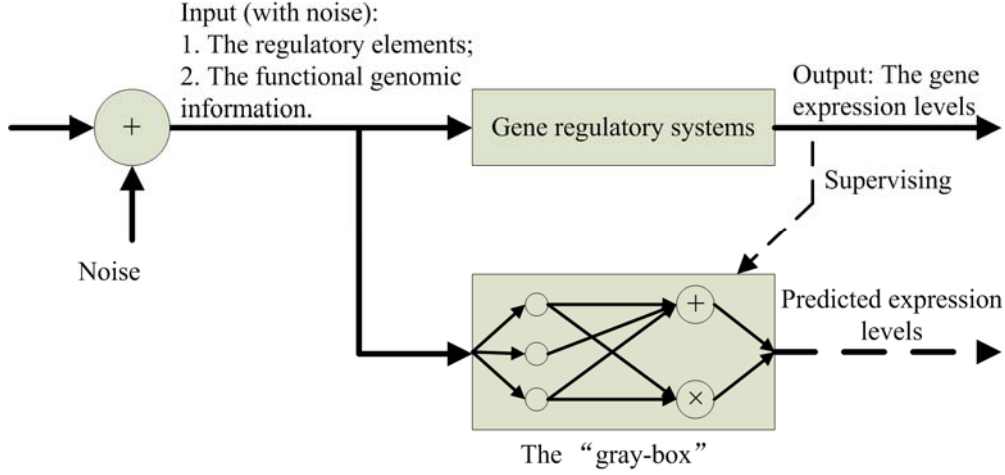 Input (with noise):
1. The regulatory elements;
2. The functional genomic
information.
+
Gene regulatory systems
Output: The gene
expression levels
Supervising
Noise
+
×
Predicted expression
levels
The “gray-box”